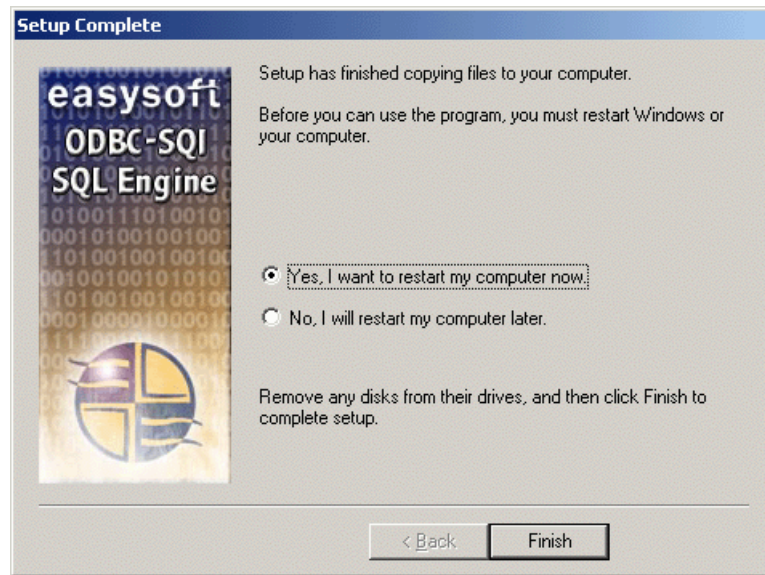 Setup Complete
easysoft
ODBC-SQI
SQL Engine
Setup has finished copying files to your computer.
Before you can use the program, you must restart Windows or
your computer.
Yes, I want to restart my computer now.
No, I will restart my computer later.
Remove any disks from their drives, and then click Finish to
complete setup.
< Back
Finish